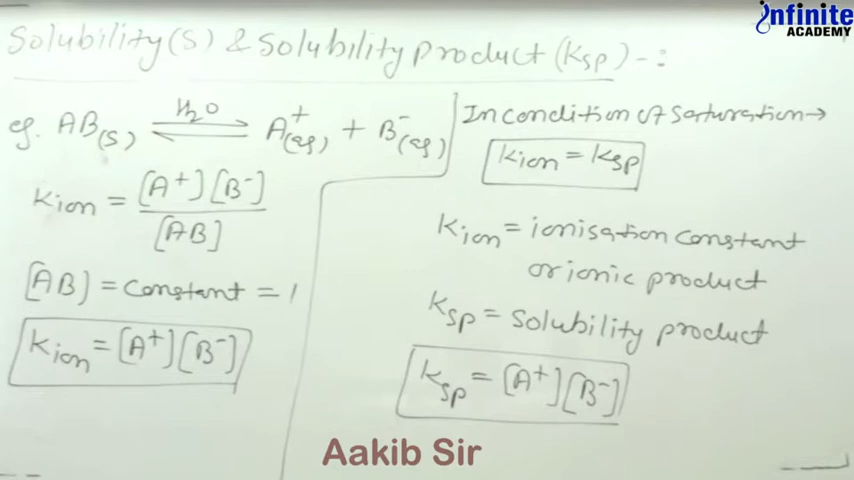 Infinite
ACADEMY
Solubility(S) & Solubility product (Ksp) -:
eg. AB(s) ⇌ A⁺(aq) + B⁻(aq)
H₂O
Kion = [A⁺][B⁻]
[AB]
[AB] = constant = 1
Kion = [A⁺][B⁻]
In condition of saturation →
Kion = Ksp
Kion = ionisation constant
or ionic product
Ksp = solubility product
Ksp = [A⁺][B⁻]
Aakib Sir